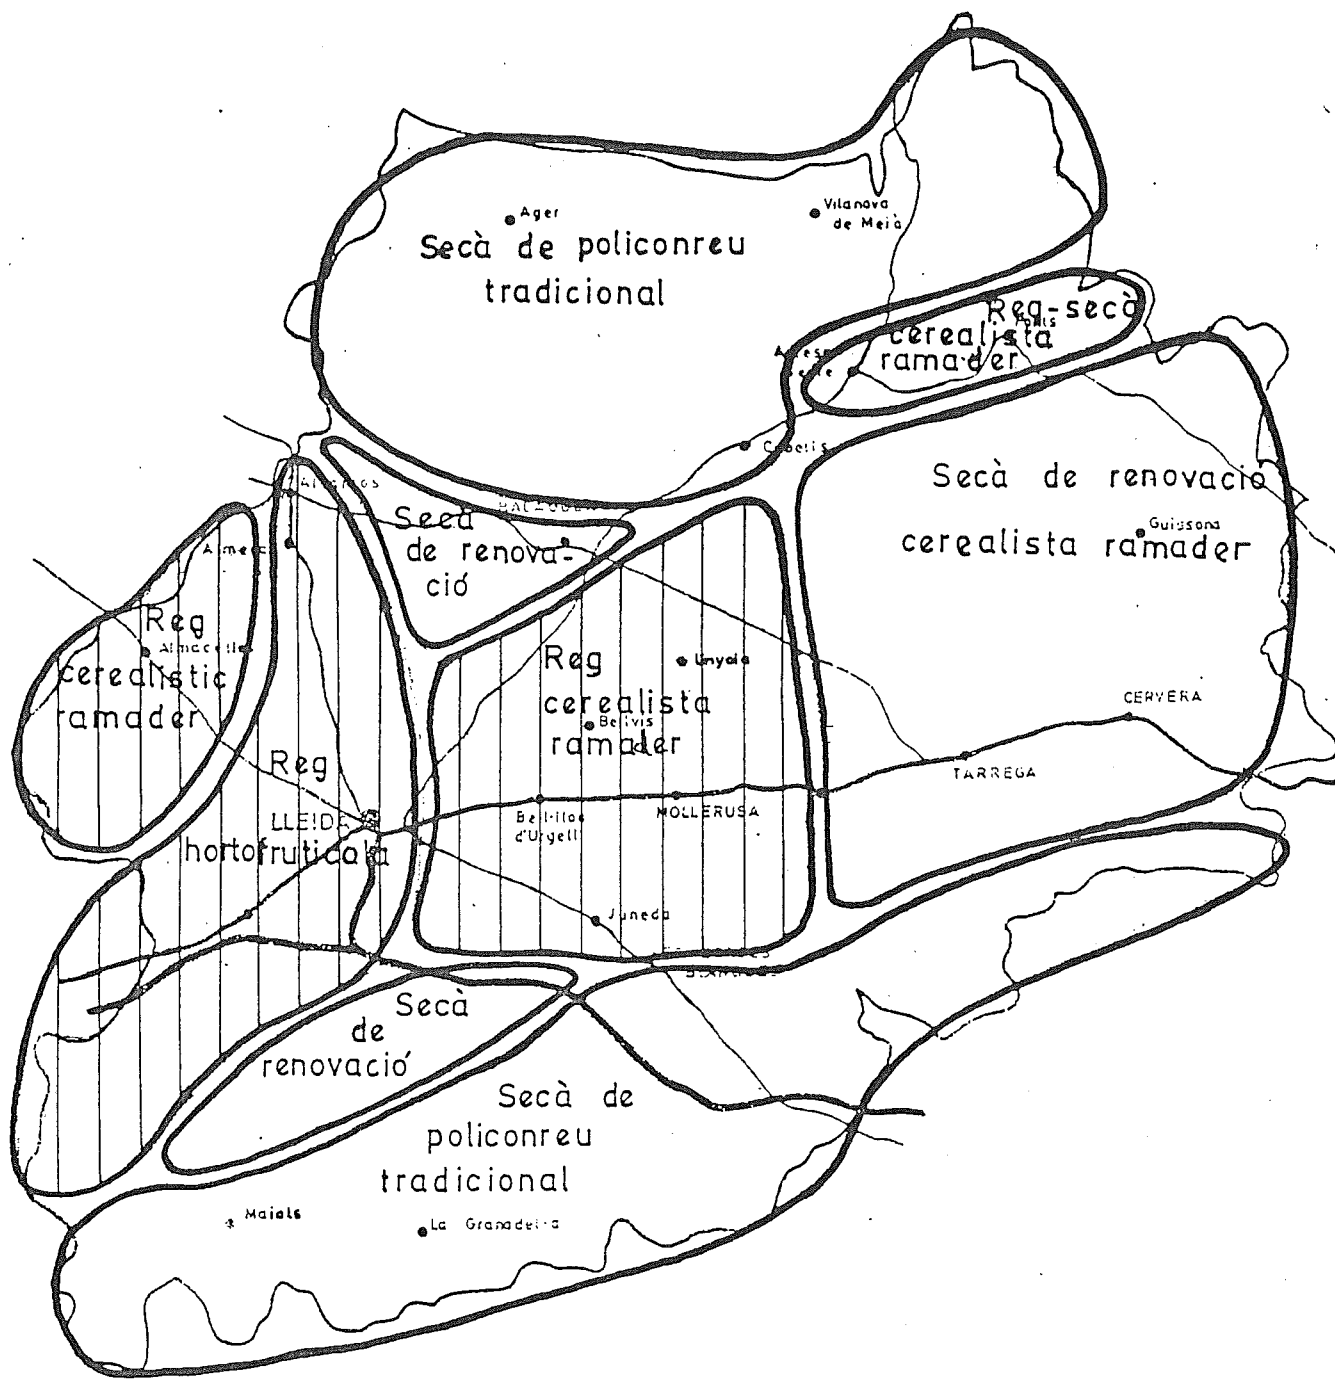 Ager
Vilanova
de Meià
Secà de policonreu
tradicional
Reg-secà
cerealista
ramader
Secà de renovació
Guissona
cerealista ramader
Secà
de renova-
ció
Reg
Almacelles
cerealistic
ramader
Reg
Linyola
cerealista
Bellvis
ramader
CERVERA
TARREGA
Reg
LLEIDA
hortofruticola
MOLLERUSA
Bell-lloc
d'Urgell
Juneda
Secà
de
renovació
Secà de
policonreu
tradicional
Maials
La Granadella